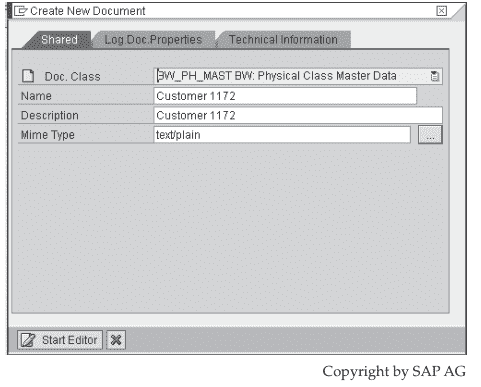 Create New Document
Shared Log Doc.Properties Technical Information
Doc. Class BW_PH_MAST BW: Physical Class Master Data
Name Customer 1172
Description Customer 1172
Mime Type text/plain ...
Start Editor
Copyright by SAP AG